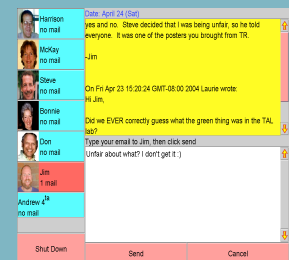 Harrison
no mail
McKay
no mail
Steve
no mail
Bonnie
no mail
Don
no mail
Jim
1 mail
Andrew 4ta
no mail
Shut Down
Date: April 24 (Sat)
yes and no. Steve decided that I was being unfair, so he told
everyone. It was one of the posters you brought from TR.
-Jim
On Fri Apr 23 15:20:24 GMT-08:00 2004 Laurie wrote:
Hi Jim,
Did we EVER correctly guess what the green thing was in the TAL
lab?
Type your email to Jim, then click send
Unfair about what? I don't get it :)
Send
Cancel